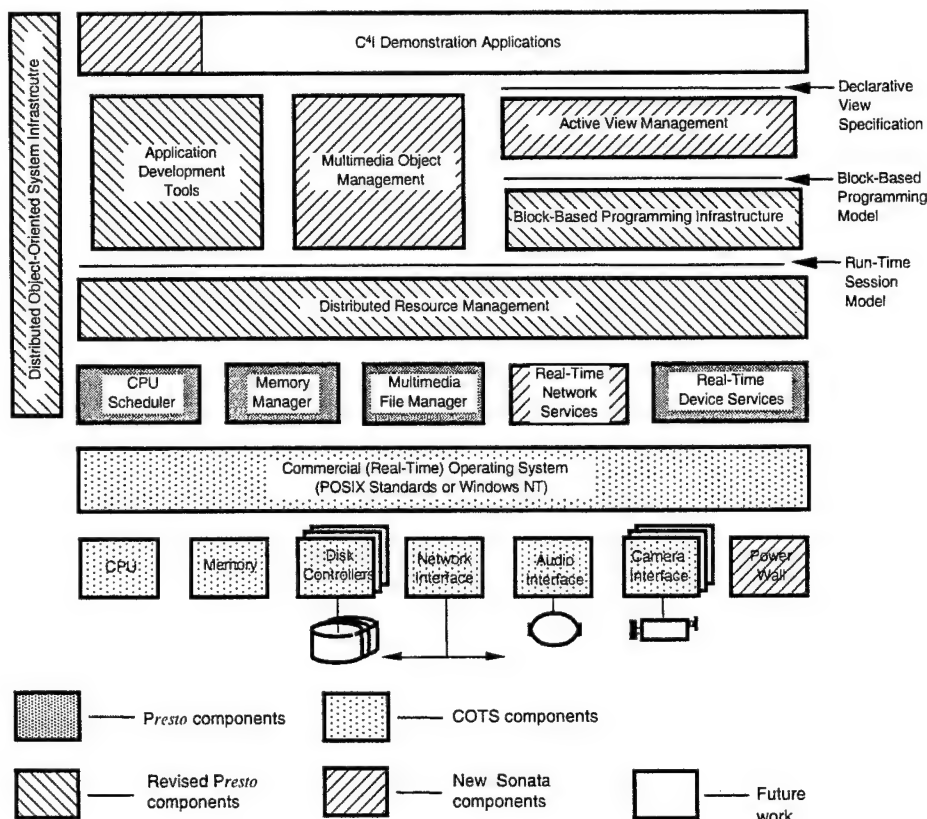 Distributed Object-Oriented System Infrastrucutre
C⁴I Demonstration Applications
Declarative
View
Specification
Active View Management
Application
Development
Tools
Multimedia Object
Management
Block-Based
Programming
Model
Block-Based Programming Infrastructure
Run-Time
Session
Model
Distributed Resource Management
CPU
Scheduler
Memory
Manager
Multimedia
File Manager
Real-Time
Network
Services
Real-Time
Device Services
Commercial (Real-Time) Operating System
(POSIX Standards or Windows NT)
CPU
Memory
Disk
Controllers
Network
Interface
Audio
Interface
Camera
Interface
Power
Wall
Presto components
COTS components
Revised Presto
components
New Sonata
components
Future
work